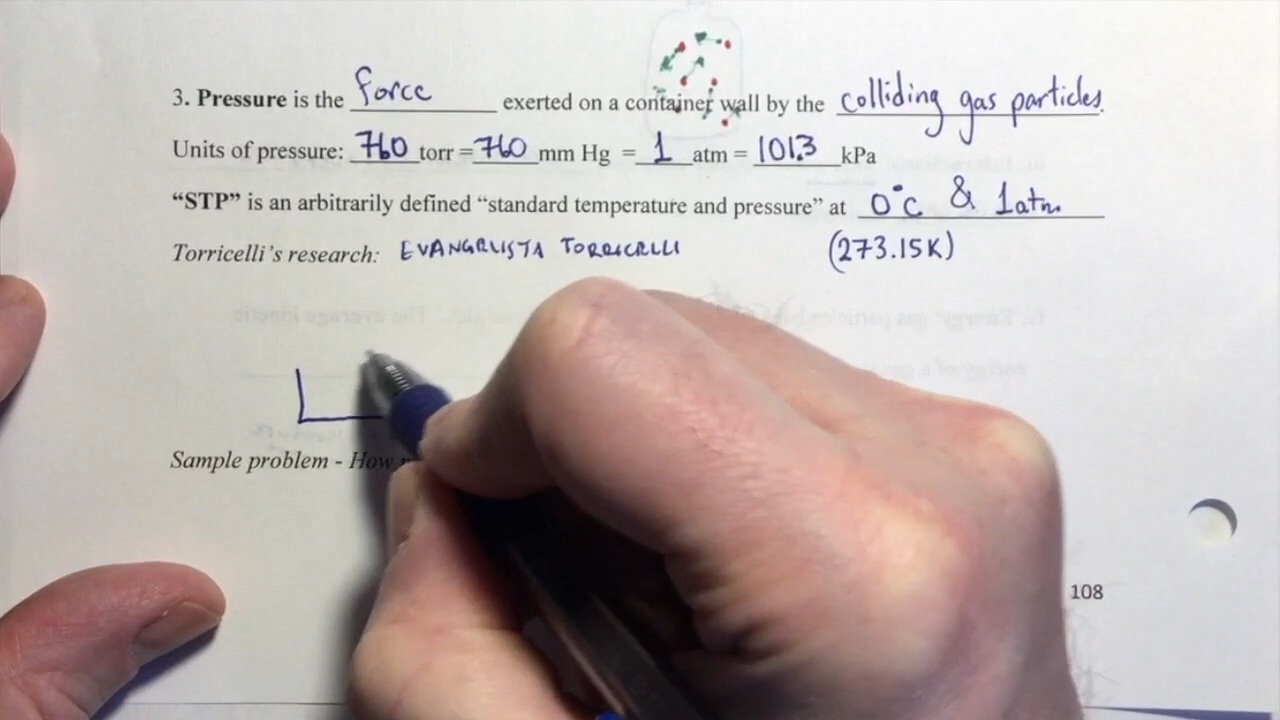 3. Pressure is the force exerted on a container wall by the colliding gas particles.
Units of pressure: 760 torr = 760 mm Hg = 1 atm = 101.3 kPa
“STP” is an arbitrarily defined “standard temperature and pressure” at 0°C & 1atm.
Torricelli’s research: EVANGELISTA TORRICELLI (273.15K)
Sample problem - How
108